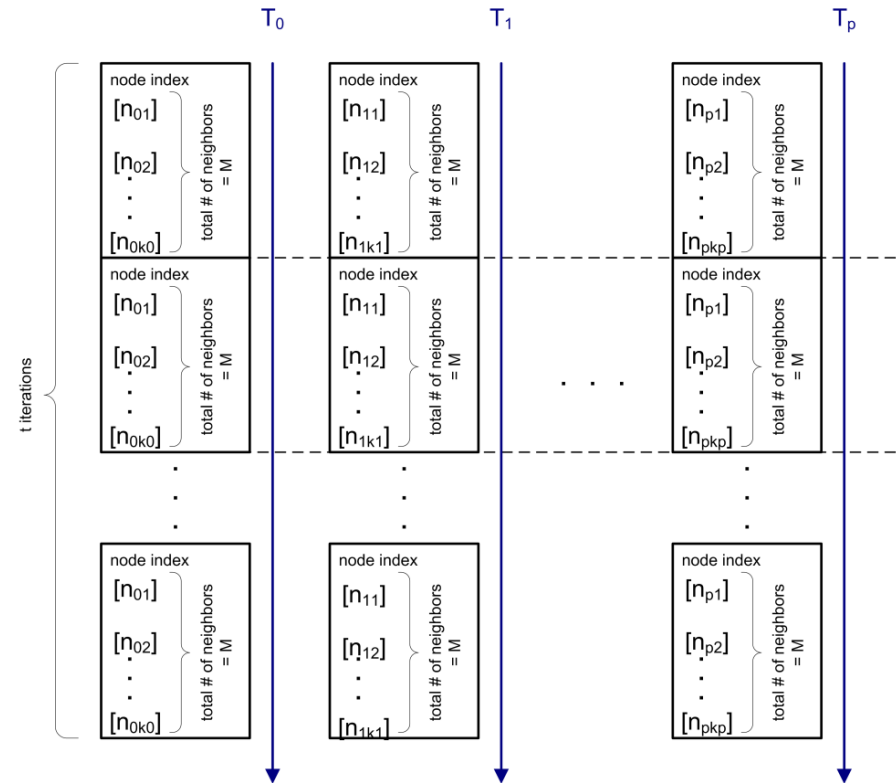 T0 T1 Tp
node index node index node index
[n01] [n11] [np1]
[n02] [n12] [np2]
[n0k0] [n1k1] [npkp]
total # of neighbors
= M
total # of neighbors
= M
total # of neighbors
= M
node index node index node index
[n01] [n11] [np1]
[n02] [n12] [np2]
[n0k0] [n1k1] [npkp]
total # of neighbors
= M
total # of neighbors
= M
total # of neighbors
= M
t iterations
. . .
node index node index node index
[n01] [n11] [np1]
[n02] [n12] [np2]
[n0k0] [n1k1] [npkp]
total # of neighbors
= M
total # of neighbors
= M
total # of neighbors
= M